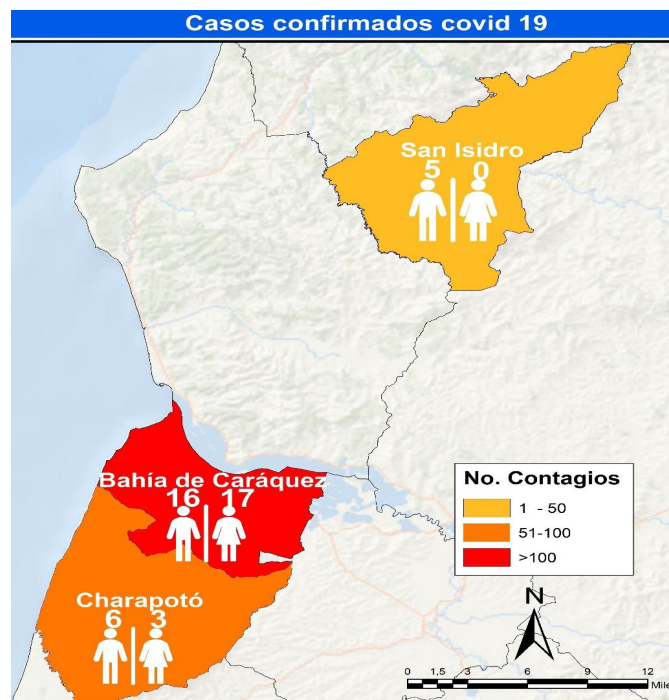 Casos confirmados covid 19
San Isidro
5 0
Bahía de Caráquez
16 17
Charapotó
6 3
No. Contagios
1 - 50
51-100
>100
N
0 1.5 3 6 9 12
Mile